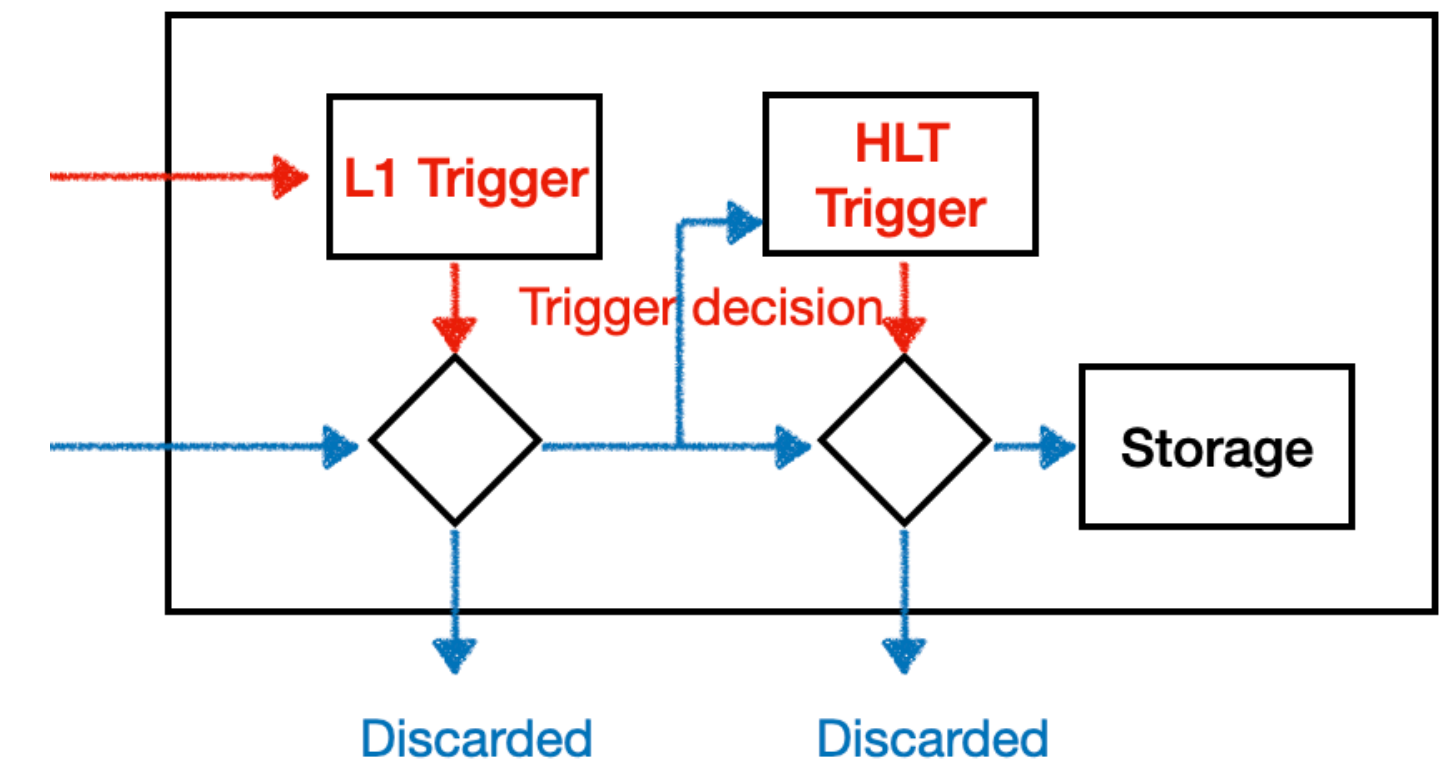 L1 Trigger
HLT
Trigger
Trigger decision
Storage
Discarded
Discarded